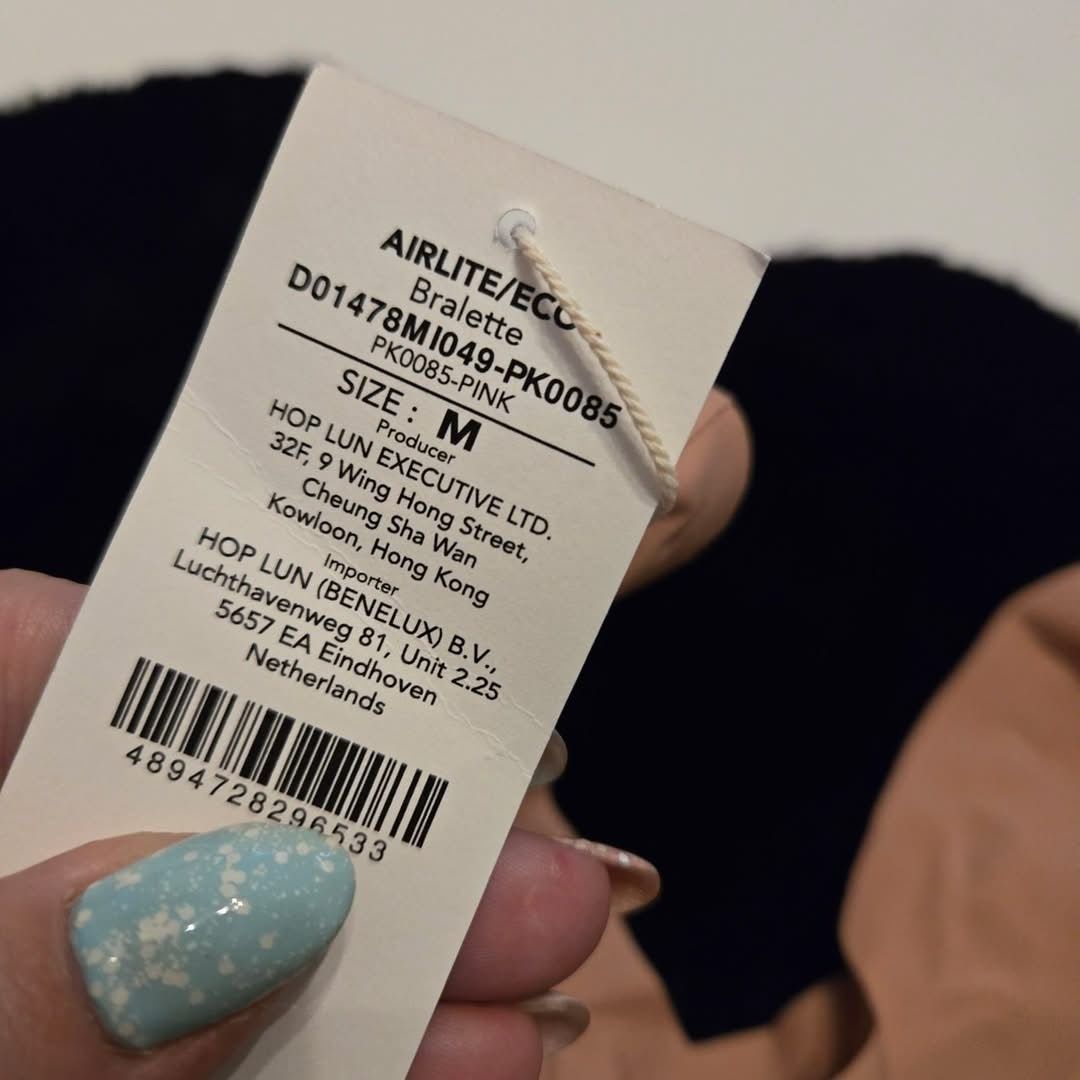 AIRLITE/ECO
Bralette
D01478MI049-PK0085
PK0085-PINK
SIZE : M
Producer
HOP LUN EXECUTIVE LTD.
32F, 9 Wing Hong Street,
Cheung Sha Wan
Kowloon, Hong Kong
Importer
HOP LUN (BENELUX) B.V.,
Luchthavenweg 81, Unit 2.25
5657 EA Eindhoven
Netherlands
4894728296533